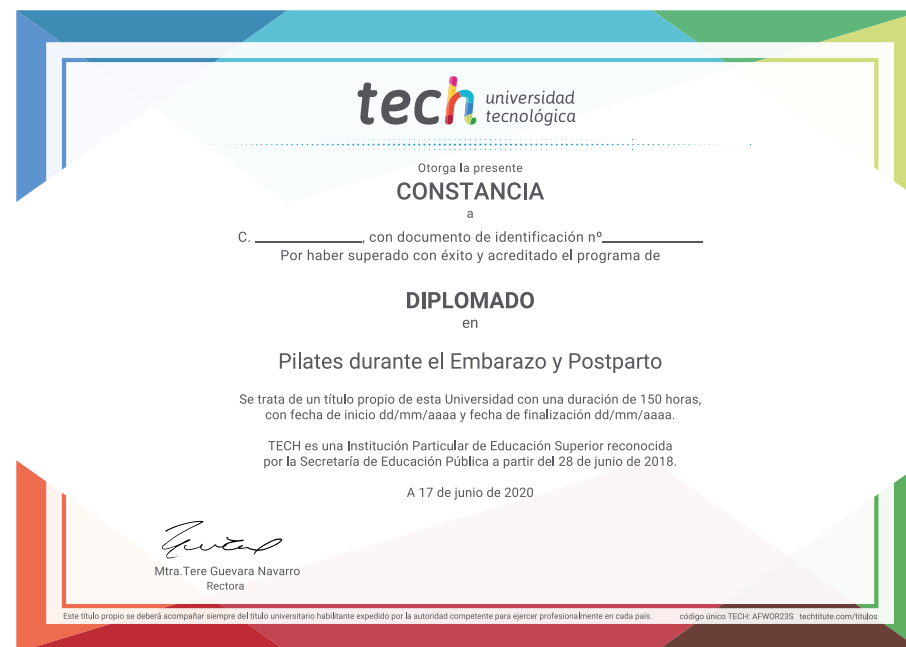 tech universidad
tecnológica
Otorga la presente
CONSTANCIA
a
C. ______________, con documento de identificación nº_____________
Por haber superado con éxito y acreditado el programa de
DIPLOMADO
en
Pilates durante el Embarazo y Postparto
Se trata de un título propio de esta Universidad con una duración de 150 horas,
con fecha de inicio dd/mm/aaaa y fecha de finalización dd/mm/aaaa.
TECH es una Institución Particular de Educación Superior reconocida
por la Secretaría de Educación Pública a partir del 28 de junio de 2018.
A 17 de junio de 2020
Mtra.Tere Guevara Navarro
Rectora
Este título propio se deberá acompañar siempre del título universitario habilitante expedido por la autoridad competente para ejercer profesionalmente en cada país. código único TECH: AFWOR23S techtitute.com/titulos